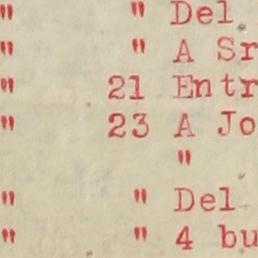 " " Del
" " A Sr
" 21 Entr
" 23 A Jo
"
" " Del
" " 4 bu